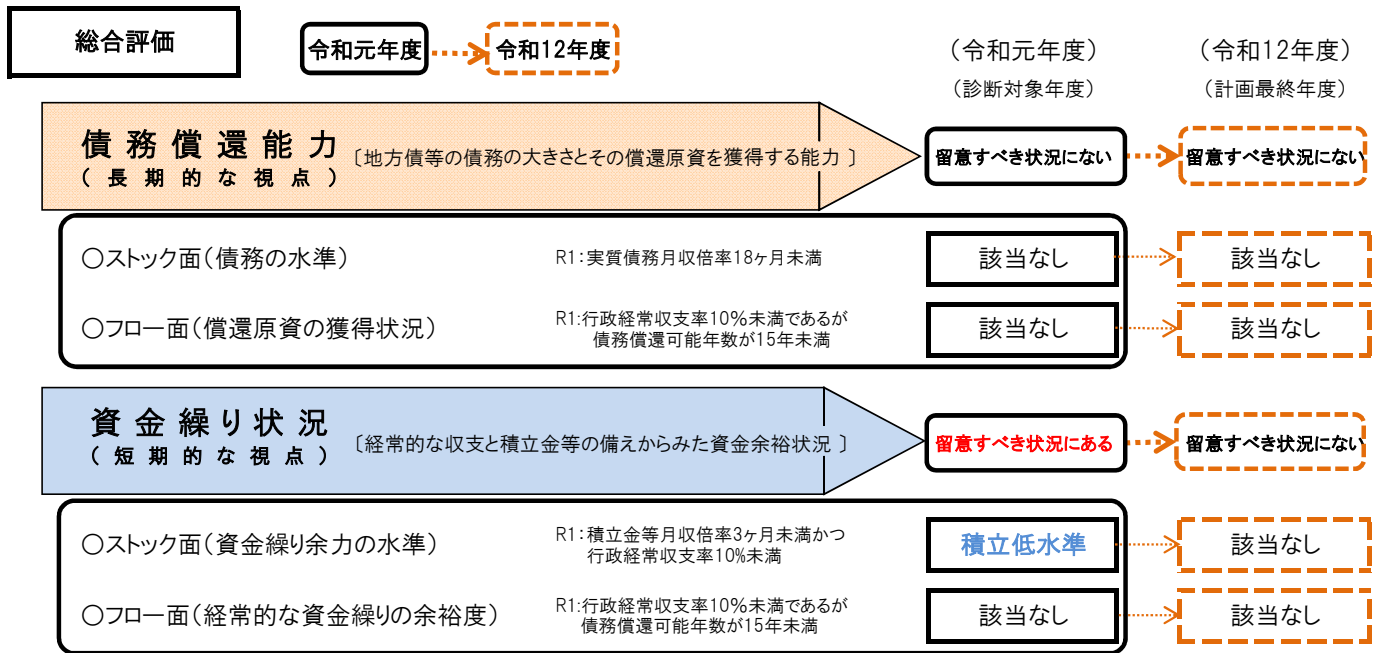 総合評価
令和元年度
令和12年度
(令和元年度)
(令和12年度)
(診断対象年度)
(計画最終年度)
債務償還能力
(長期的な視点)
〔地方債等の債務の大きさとその償還原資を獲得する能力〕
留意すべき状況にない
留意すべき状況にない
○ストック面(債務の水準)
R1:実質債務月収倍率18ヶ月未満
該当なし
該当なし
○フロー面(償還原資の獲得状況)
R1:行政経常収支率10%未満であるが
債務償還可能年数が15年未満
該当なし
該当なし
資金繰り状況
(短期的な視点)
〔経常的な収支と積立金等の備えからみた資金余裕状況〕
留意すべき状況にある
留意すべき状況にない
○ストック面(資金繰り余力の水準)
R1:積立金等月収倍率3ヶ月未満かつ
行政経常収支率10%未満
積立低水準
該当なし
○フロー面(経常的な資金繰りの余裕度)
R1:行政経常収支率10%未満であるが
債務償還可能年数が15年未満
該当なし
該当なし